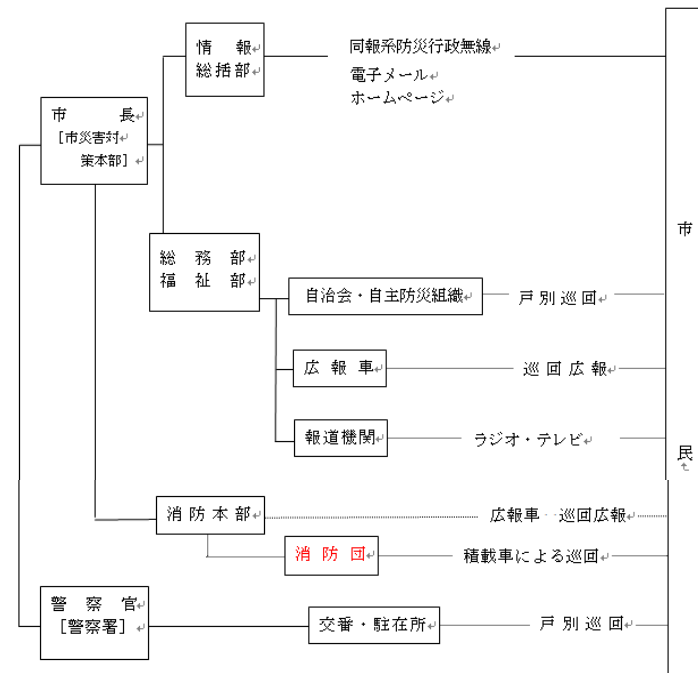 情 報
総括部
同報系防災行政無線
電子メール
ホームページ
市 長
[市災害対
策本部]
市
民
総 務 部
福 祉 部
自治会・自主防災組織
戸別巡回
広 報 車
巡回広報
報道機関
ラジオ・テレビ
消防本部
広報車 巡回広報
消防団
積載車による巡回
警 察 官
[警察署]
交番・駐在所
戸別巡回